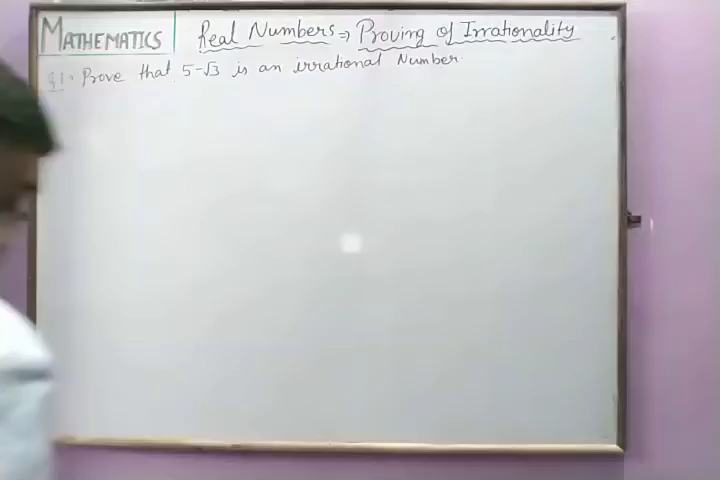 MATHEMATICS Real Numbers ⇒ Proving of Irrationality
Q1. Prove that 5-√3 is an irrational Number.